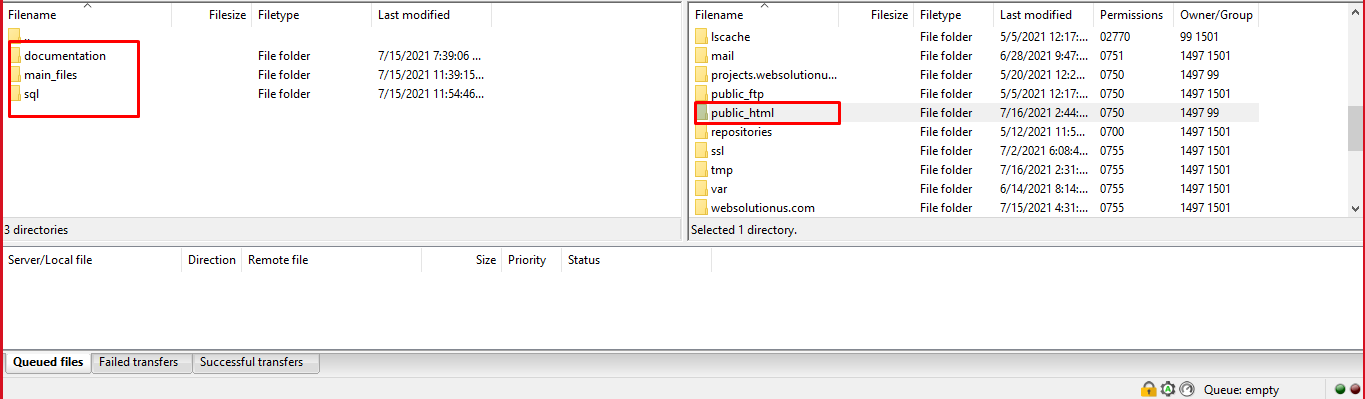 Filename Filesize Filetype Last modified
..
documentation File folder 7/15/2021 7:39:06 ...
main_files File folder 7/15/2021 11:39:15...
sql File folder 7/15/2021 11:54:46...
3 directories
Filename Filesize Filetype Last modified Permissions Owner/Group
lscache File folder 5/5/2021 12:17:... 02770 99 1501
mail File folder 6/28/2021 9:47:... 0751 1497 1501
projects.websolutionu... File folder 5/20/2021 12:2... 0750 1497 99
public_ftp File folder 5/5/2021 12:17:... 0750 1497 1501
public_html File folder 7/16/2021 2:44:... 0750 1497 99
repositories File folder 5/12/2021 11:5... 0700 1497 1501
ssl File folder 7/2/2021 6:08:4... 0755 1497 1501
tmp File folder 7/16/2021 2:31:... 0755 1497 1501
var File folder 6/14/2021 8:14:... 0755 1497 1501
websolutionus.com File folder 7/15/2021 4:31:... 0755 1497 1501
Selected 1 directory.
Server/Local file Direction Remote file Size Priority Status
Queued files Failed transfers Successful transfers
Queue: empty